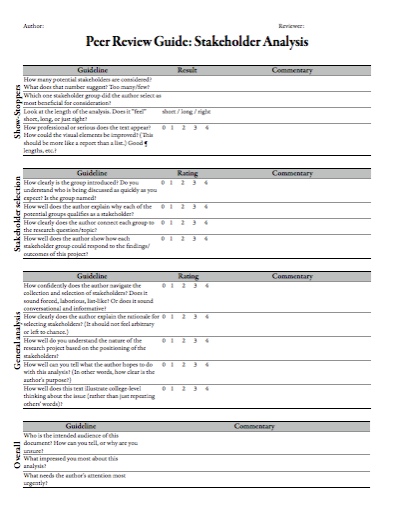 Author: Reviewer:
Peer Review Guide: Stakeholder Analysis
Show-Stoppers
Guideline Result Commentary
How many potential stakeholders are considered?
What does that number suggest? Too many/few?
Which one stakeholder group did the author select as
most beneficial for consideration?
Look at the length of the analysis. Does it "feel" short / long / right
short, long, or just right?
How professional or serious does the text appear? 0 1 2 3 4
How could the visual elements be improved? (This
should be more like a report than a list.) Good ¶
lengths, etc.?
Stakeholder selection
Guideline Rating Commentary
How clearly is the group introduced? Do you 0 1 2 3 4
understand who is being discussed as quickly as you
expect? Is the group named?
How well does the author explain why each of the 0 1 2 3 4
potential groups qualifies as a stakeholder?
How clearly does the author connect each group to 0 1 2 3 4
the research question/topic?
How well does the author show how each 0 1 2 3 4
stakeholder group could respond to the findings/
outcomes of this project?
General analysis
Guideline Rating Commentary
How confidently does the author navigate the 0 1 2 3 4
collection and selection of stakeholders? Does it
sound forced, laborious, list-like? Or does it sound
conversational and informative?
How clearly does the author explain the rationale for 0 1 2 3 4
selecting stakeholders? (It should not feel arbitrary
or left to chance.)
How well do you understand the nature of the 0 1 2 3 4
research project based on the positioning of the
stakeholders?
How well can you tell what the author hopes to do 0 1 2 3 4
with this analysis? (In other words, how clear is the
author's purpose?)
How well does this text illustrate college-level 0 1 2 3 4
thinking about the issue (rather than just repeating
others' words)?
Overall
Guideline Commentary
Who is the intended audience of this
document? How can you tell, or why are you
unsure?
What impressed you most about this
analysis?
What needs the author's attention most
urgently?